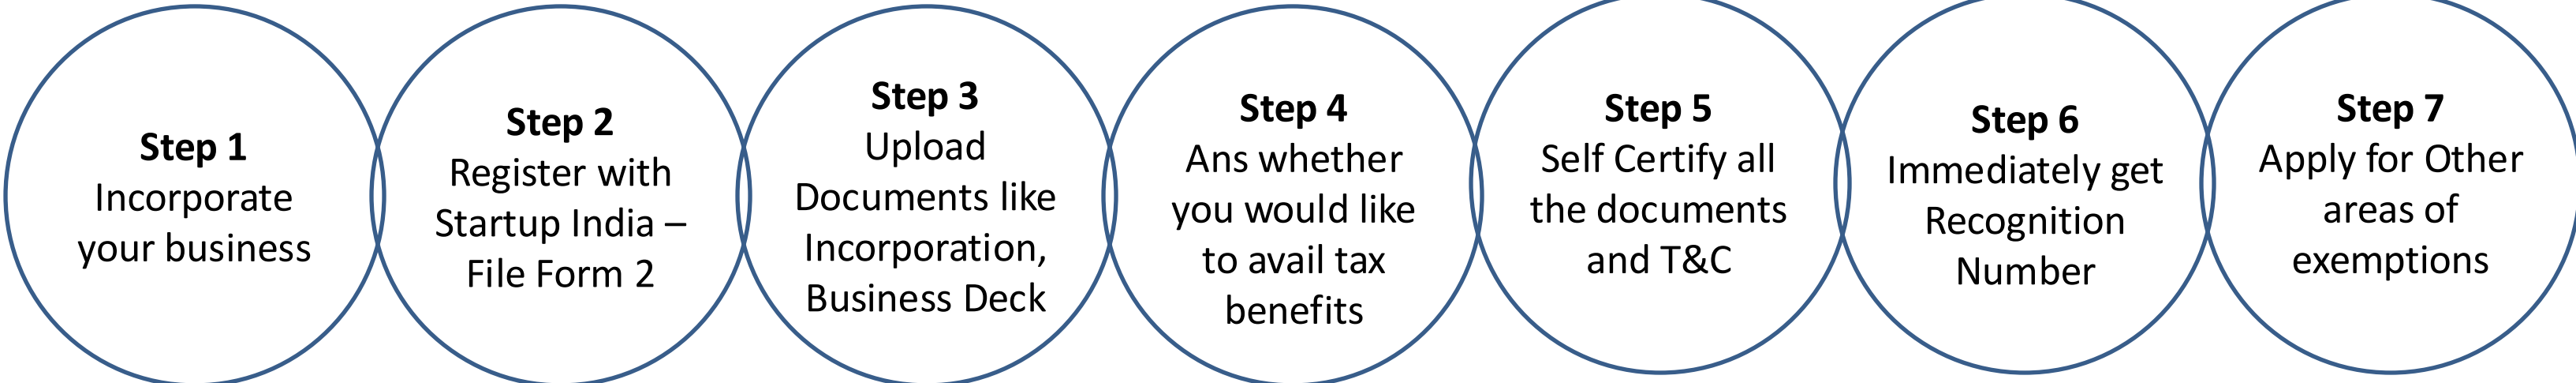 Step 1
Incorporate
your business
Step 2
Register with
Startup India –
File Form 2
Step 3
Upload
Documents like
Incorporation,
Business Deck
Step 4
Ans whether
you would like
to avail tax
benefits
Step 5
Self Certify all
the documents
and T&C
Step 6
Immediately get
Recognition
Number
Step 7
Apply for Other
areas of
exemptions